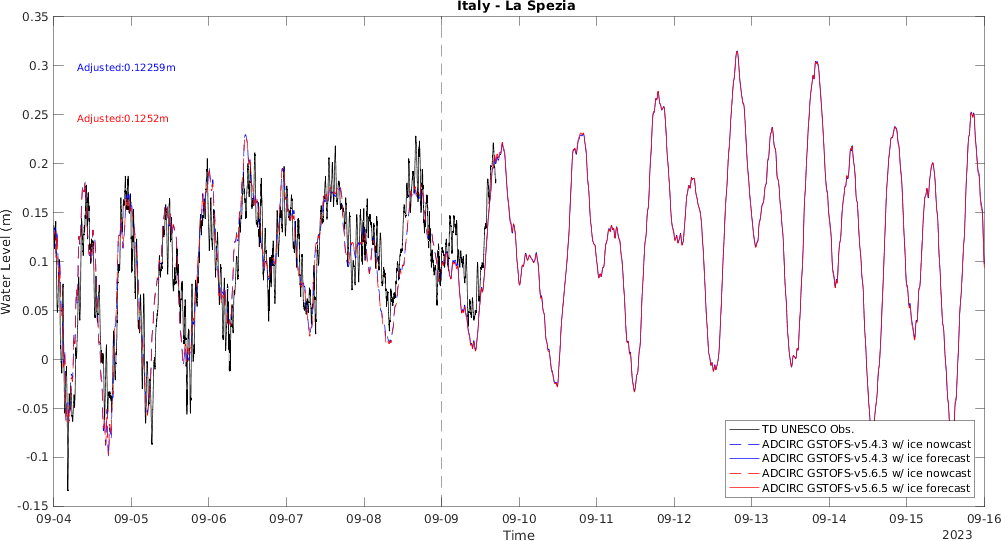 Italy - La Spezia
0.35
0.3
0.25
0.2
0.15
0.1
0.05
0
-0.05
-0.1
-0.15
Water Level (m)
Adjusted:0.12259m
Adjusted:0.1252m
TD UNESCO Obs.
ADCIRC GSTOFS-v5.4.3 w/ ice nowcast
ADCIRC GSTOFS-v5.4.3 w/ ice forecast
ADCIRC GSTOFS-v5.6.5 w/ ice nowcast
ADCIRC GSTOFS-v5.6.5 w/ ice forecast
09-04 09-05 09-06 09-07 09-08 09-09 09-10 09-11 09-12 09-13 09-14 09-15 09-16
Time
2023